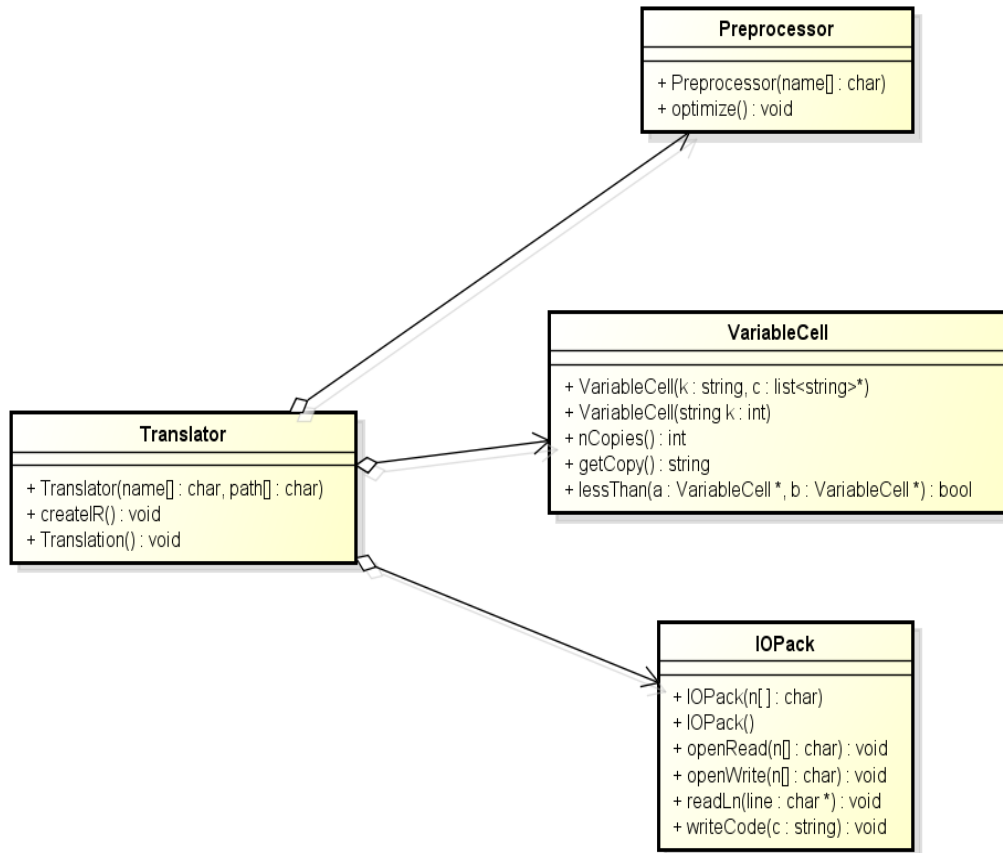 Preprocessor
+ Preprocessor(name[] : char)
+ optimize() : void
VariableCell
+ VariableCell(k : string, c : list<string>*)
+ VariableCell(string k : int)
+ nCopies() : int
+ getCopy() : string
+ lessThan(a : VariableCell *, b : VariableCell *) : bool
Translator
+ Translator(name[] : char, path[] : char)
+ createIR() : void
+ Translation() : void
IOPack
+ IOPack(n[ ] : char)
+ IOPack()
+ openRead(n[] : char) : void
+ openWrite(n[] : char) : void
+ readLn(line : char *) : void
+ writeCode(c : string) : void